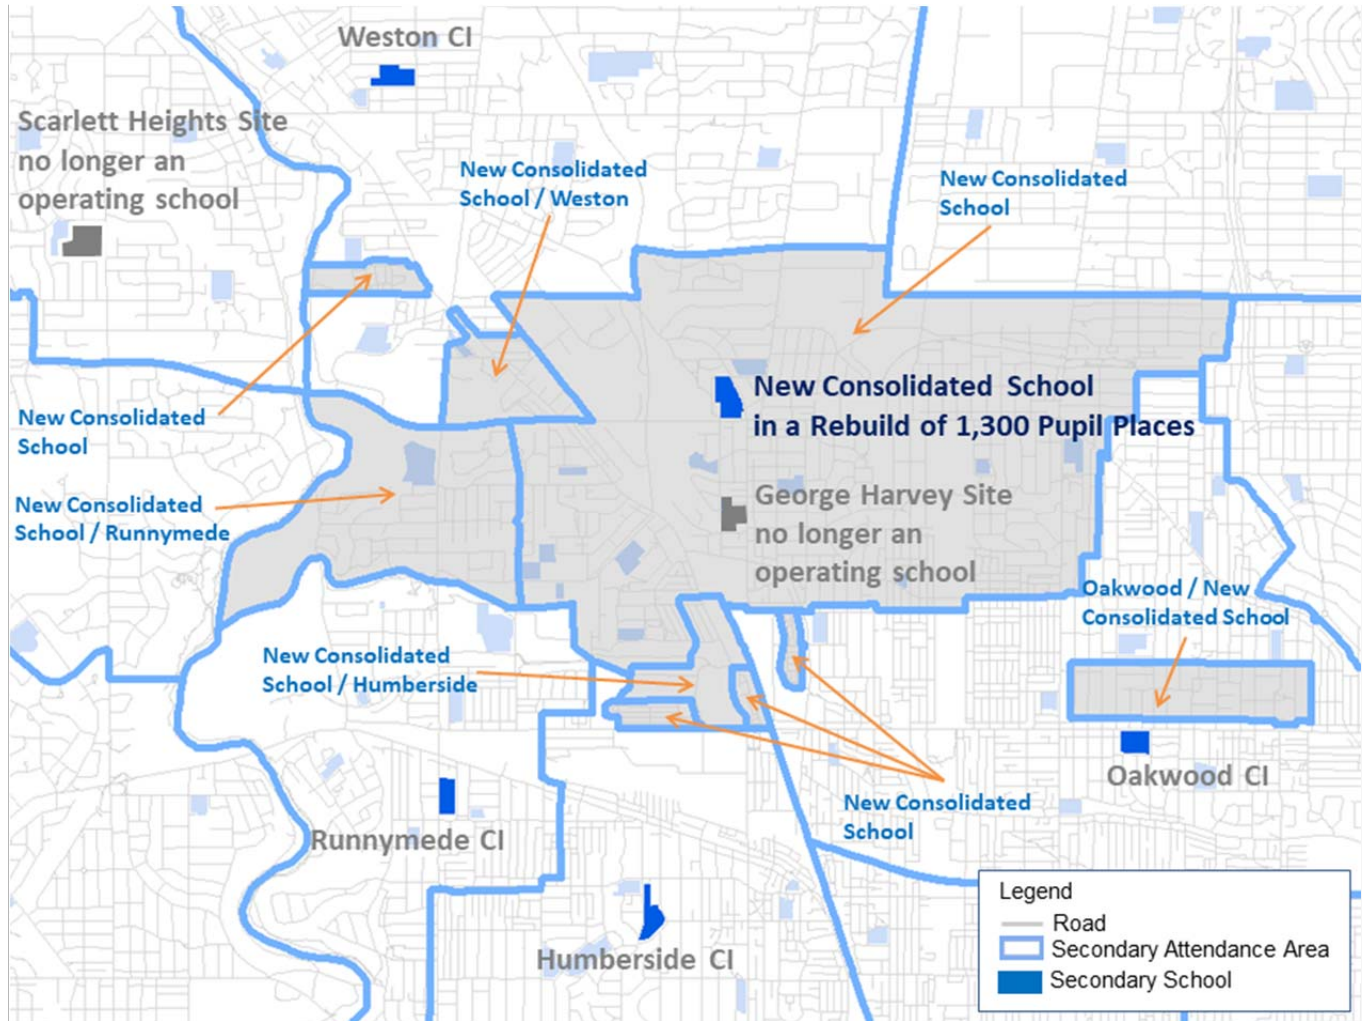 Weston CI
Scarlett Heights Site
no longer an
operating school
New Consolidated
School / Weston
New Consolidated
School
New Consolidated School
in a Rebuild of 1,300 Pupil Places
New Consolidated
School
New Consolidated
School / Runnymede
George Harvey Site
no longer an
operating school
Oakwood / New
Consolidated School
New Consolidated
School / Humberside
Oakwood CI
New Consolidated
School
Runnymede CI
Humberside CI
Legend
Road
Secondary Attendance Area
Secondary School